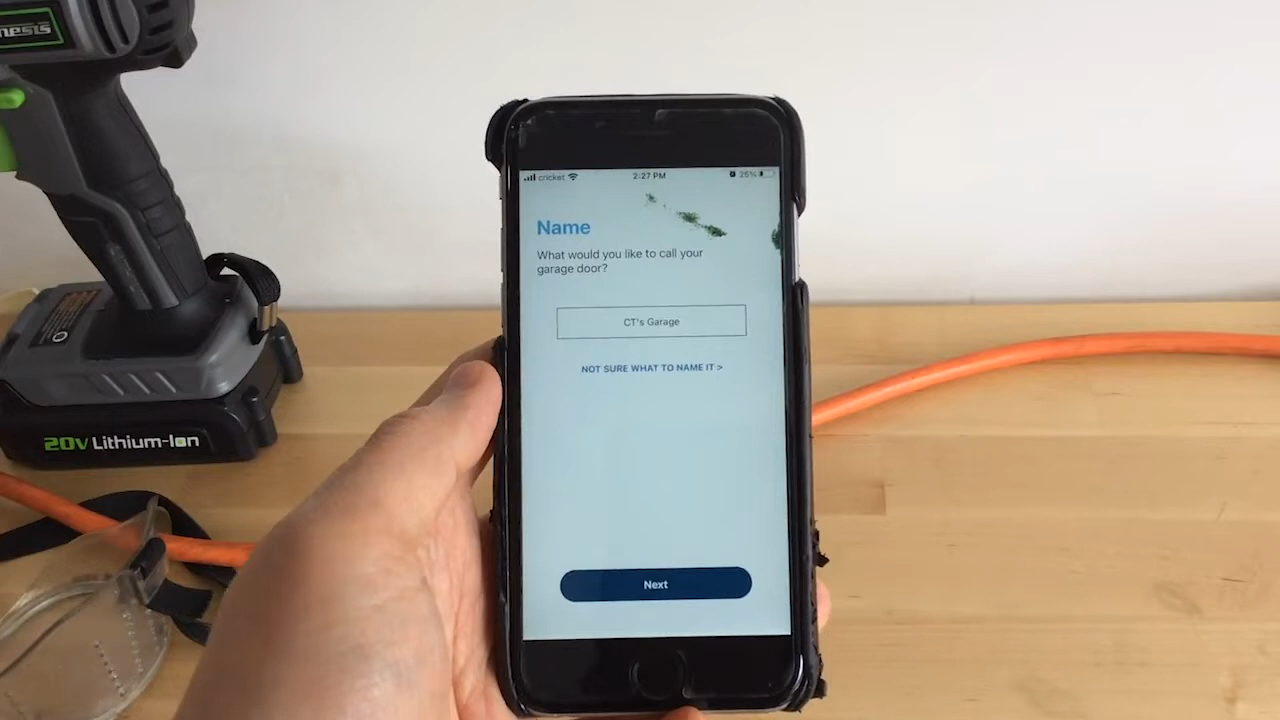 nesis
20V Lithium-Ion
cricket 2:27 PM 25%
Name
What would you like to call your
garage door?
CT's Garage
NOT SURE WHAT TO NAME IT >
Next